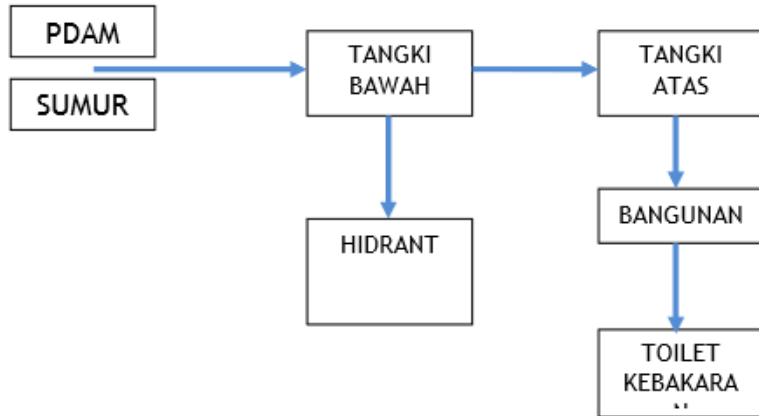 PDAM
SUMUR
TANGKI
BAWAH
TANGKI
ATAS
HIDRANT
BANGUNAN
TOILET
KEBAKARA